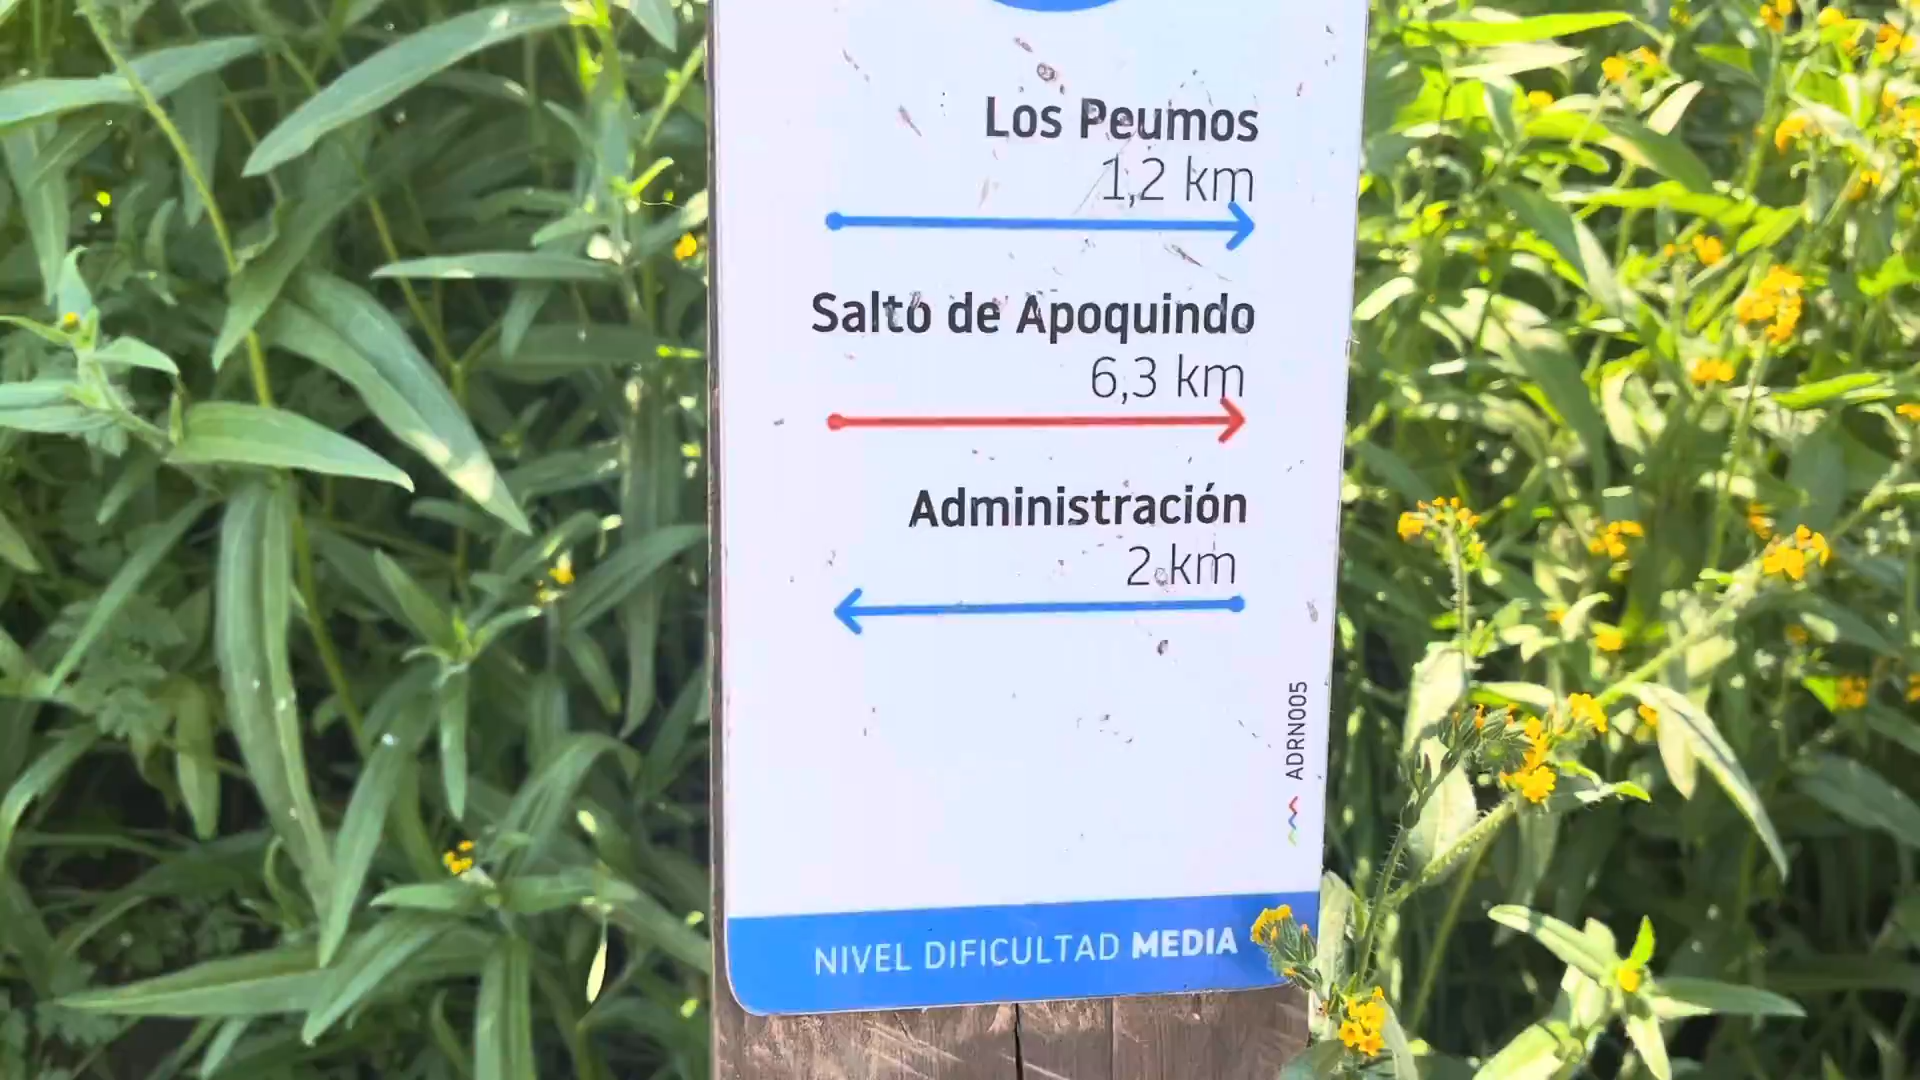 Los Peumos
1,2 km
Salto de Apoquindo
6,3 km
Administración
2 km
ADRN005
NIVEL DIFICULTAD MEDIA